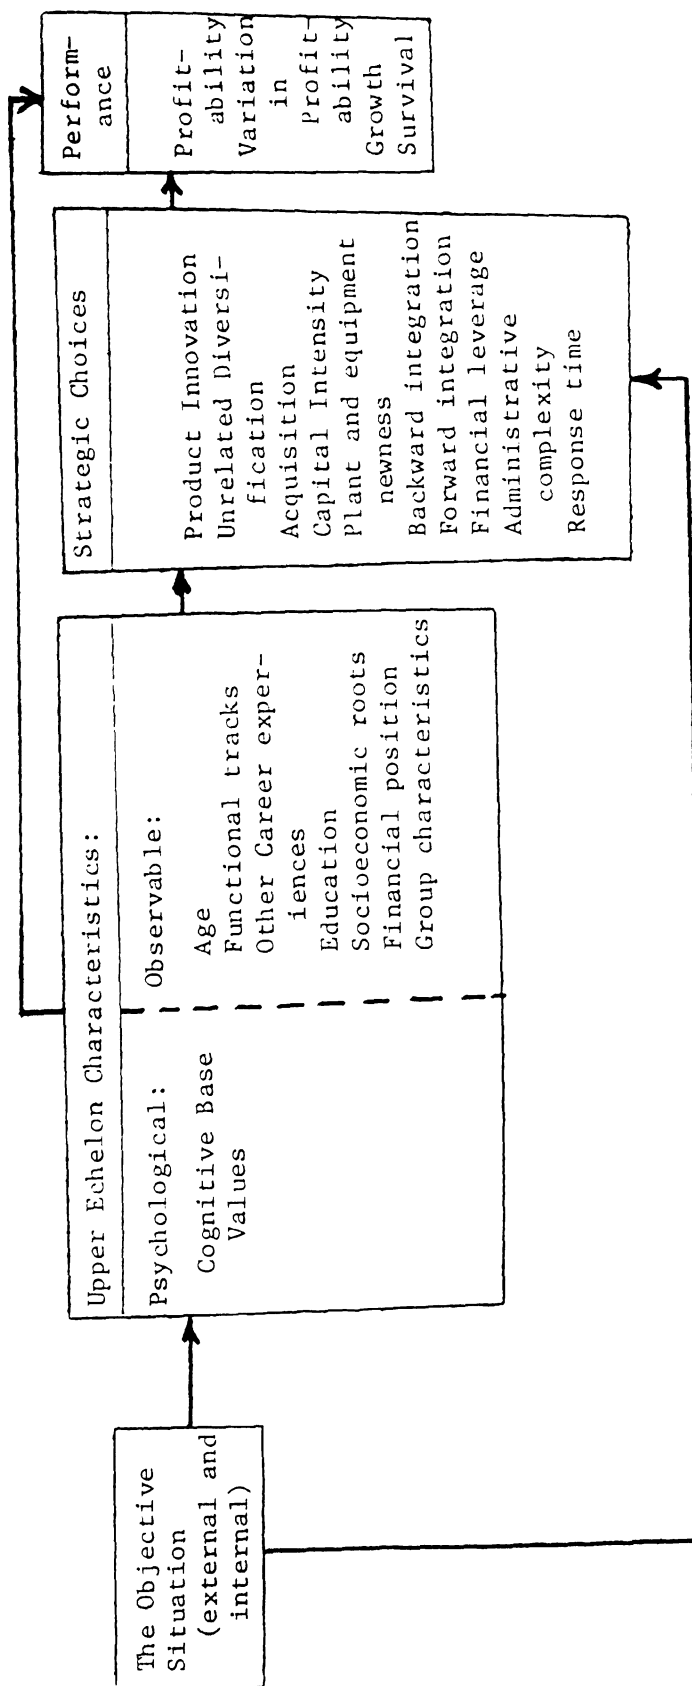 The Objective
Situation
(external and
internal)
Upper Echelon Characteristics:
Psychological:
Cognitive Base
Values
Observable:
Age
Functional tracks
Other Career exper-
iences
Education
Socioeconomic roots
Financial position
Group characteristics
Strategic Choices
Product Innovation
Unrelated Diversi-
fication
Acquisition
Capital Intensity
Plant and equipment
newness
Backward integration
Forward integration
Financial leverage
Administrative
complexity
Response time
Perform-
ance
Profit-
ability
Variation
in
Profit-
ability
Growth
Survival